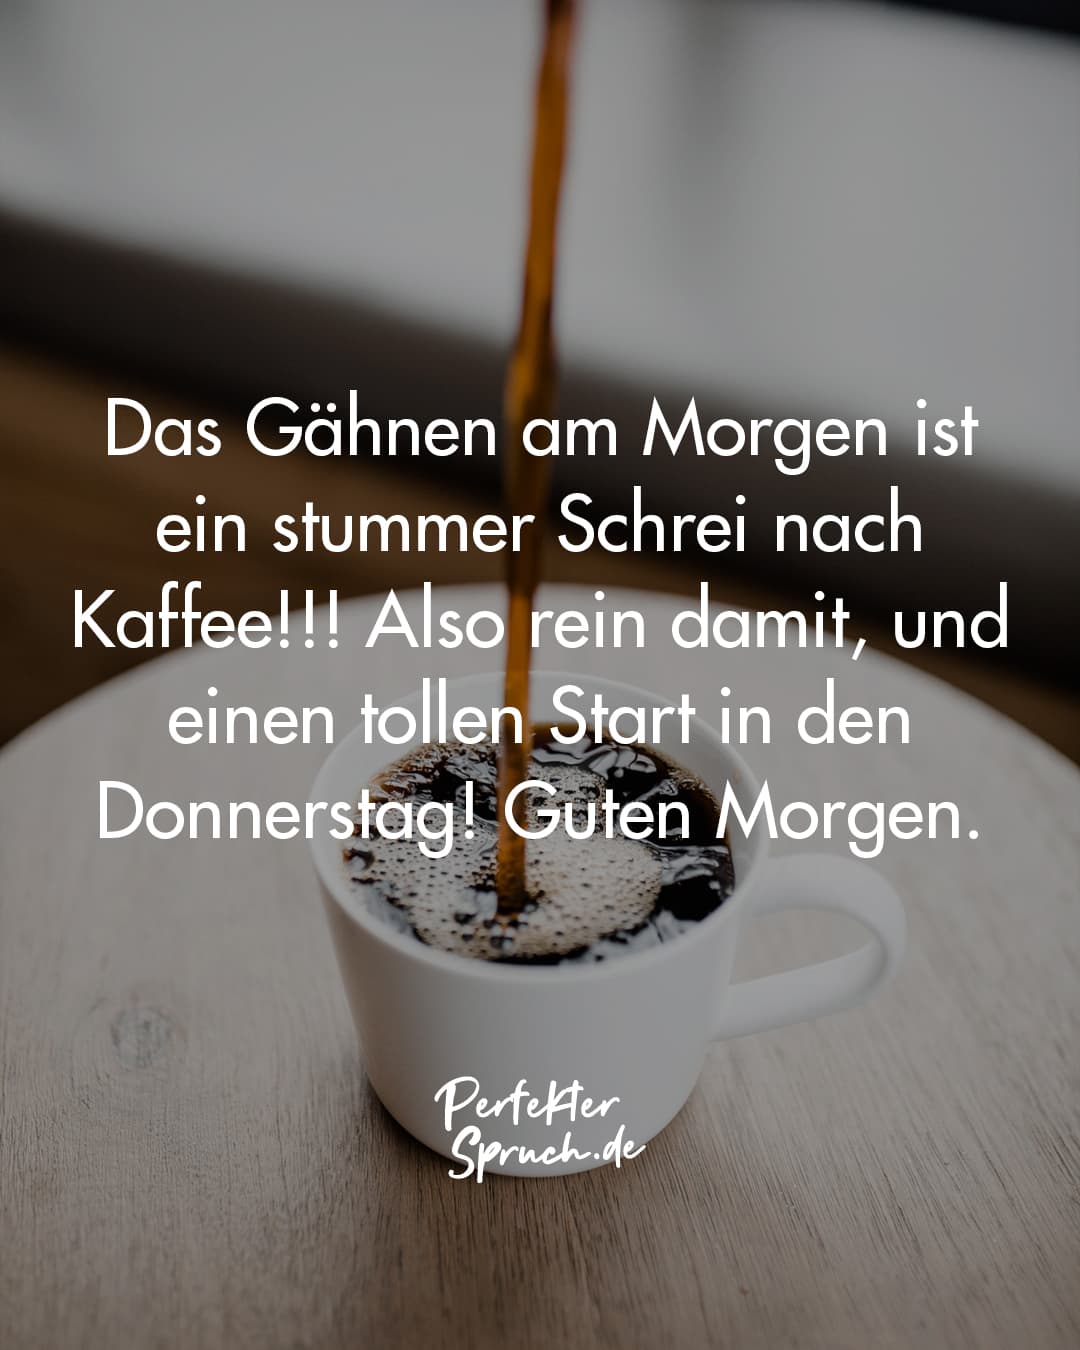 Das Gähnen am Morgen ist
ein stummer Schrei nach
Kaffee!!! Also rein damit, und
einen tollen Start in den
Donnerstag! Guten Morgen.
Perfekter
Spruch.de